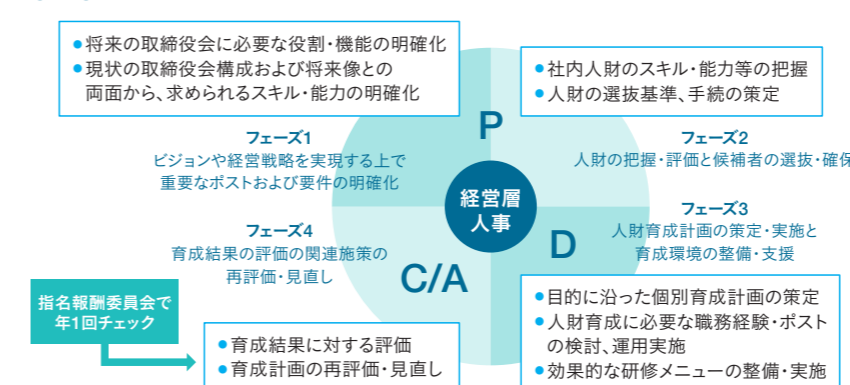 ●将来の取締役会に必要な役割・機能の明確化
●現状の取締役会構成および将来像との
両面から、求められるスキル・能力の明確化
●社内人財のスキル・能力等の把握
●人財の選抜基準、手続の策定
P
フェーズ1
ビジョンや経営戦略を実現する上で
重要なポストおよび要件の明確化
フェーズ2
人財の把握・評価と候補者の選抜・確保
経営層
人事
フェーズ4
育成結果の評価の関連施策の
再評価・見直し
フェーズ3
人財育成計画の策定・実施と
育成環境の整備・支援
C/A
D
指名報酬委員会で
年1回チェック
●育成結果に対する評価
●育成計画の再評価・見直し
●目的に沿った個別育成計画の策定
●人財育成に必要な職務経験・ポスト
の検討、運用実施
●効果的な研修メニューの整備・実施